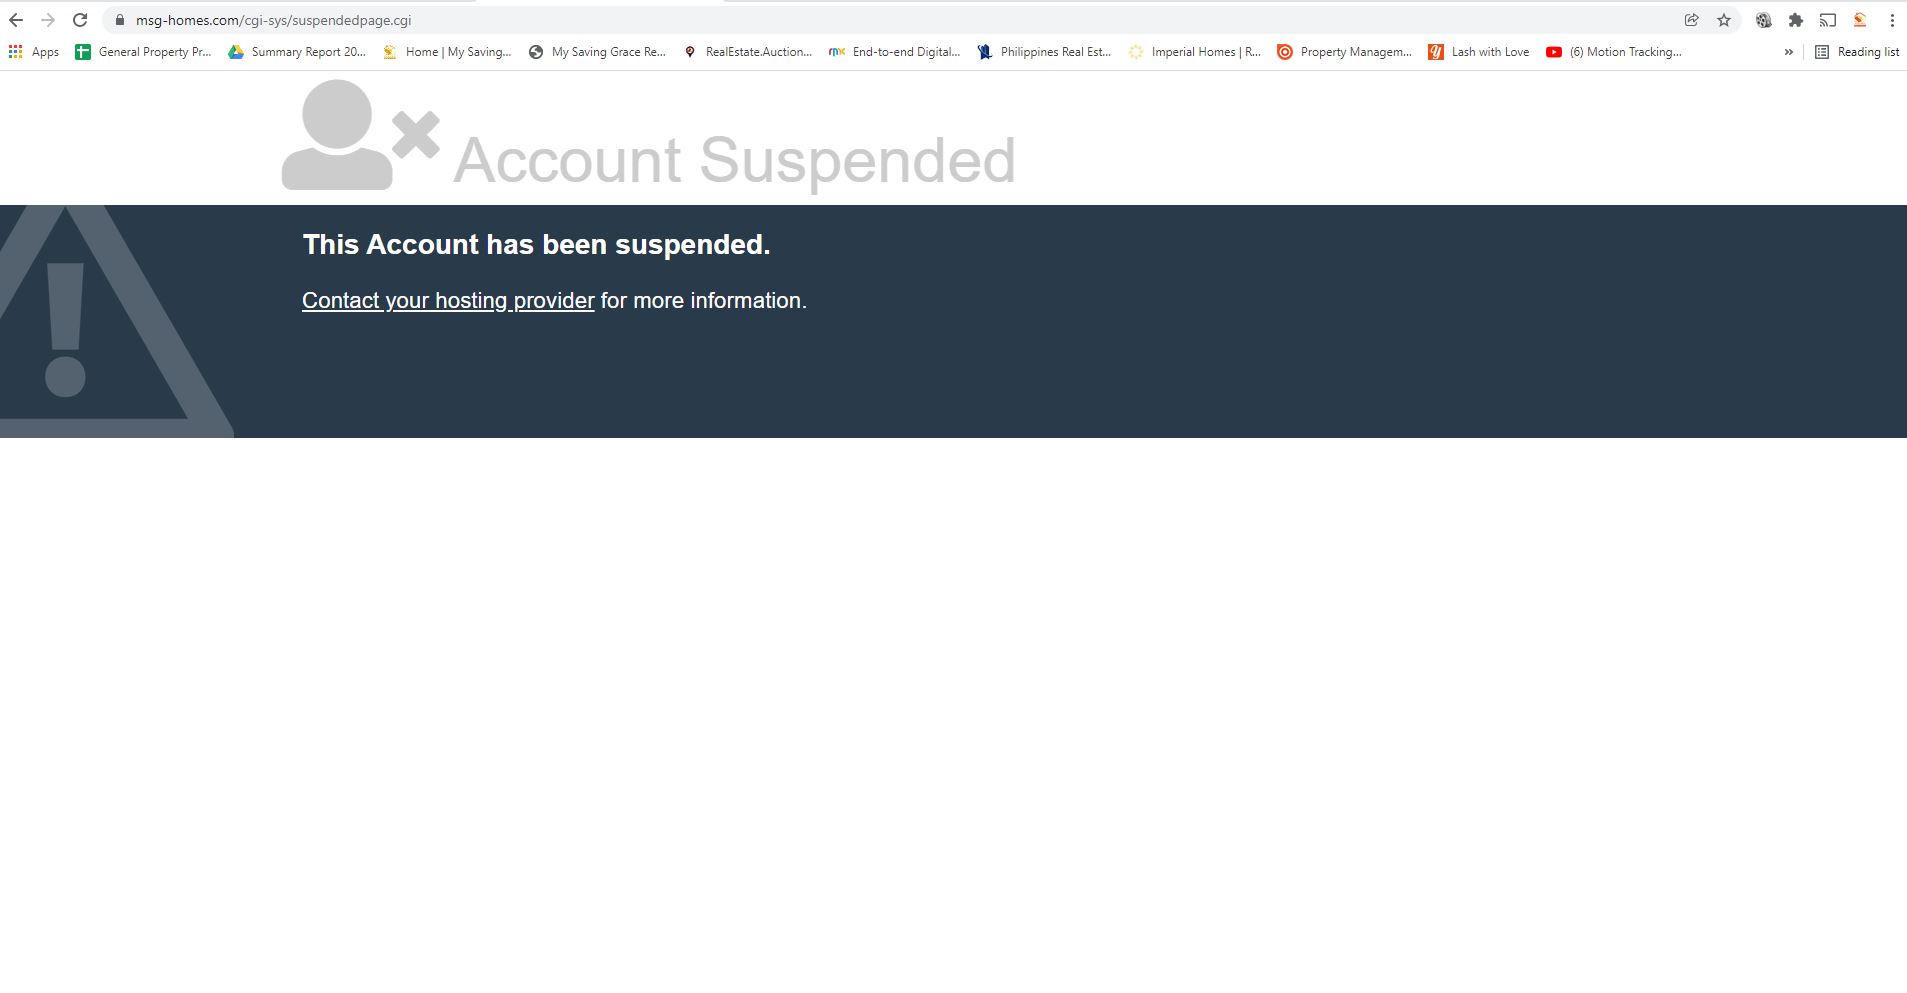 msg-homes.com/cgi-sys/suspendedpage.cgi
Apps General Property Pr... Summary Report 20... Home | My Saving... My Saving Grace Re... RealEstate.Auction... End-to-end Digital... Philippines Real Est... Imperial Homes | R... Property Managem... Lash with Love (6) Motion Tracking... » Reading list
Account Suspended
This Account has been suspended.
Contact your hosting provider for more information.